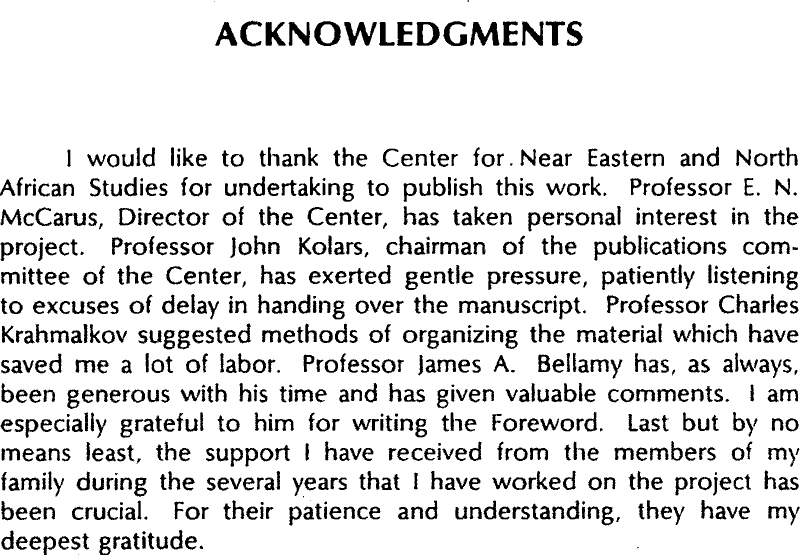 ACKNOWLEDGMENTS
I would like to thank the Center for Near Eastern and North
African Studies for undertaking to publish this work. Professor E. N.
McCarus, Director of the Center, has taken personal interest in the
project. Professor John Kolars, chairman of the publications com-
mittee of the Center, has exerted gentle pressure, patiently listening
to excuses of delay in handing over the manuscript. Professor Charles
Krahmalkov suggested methods of organizing the material which have
saved me a lot of labor. Professor James A. Bellamy has, as always,
been generous with his time and has given valuable comments. I am
especially grateful to him for writing the Foreword. Last but by no
means least, the support I have received from the members of my
family during the several years that I have worked on the project has
been crucial. For their patience and understanding, they have my
deepest gratitude.